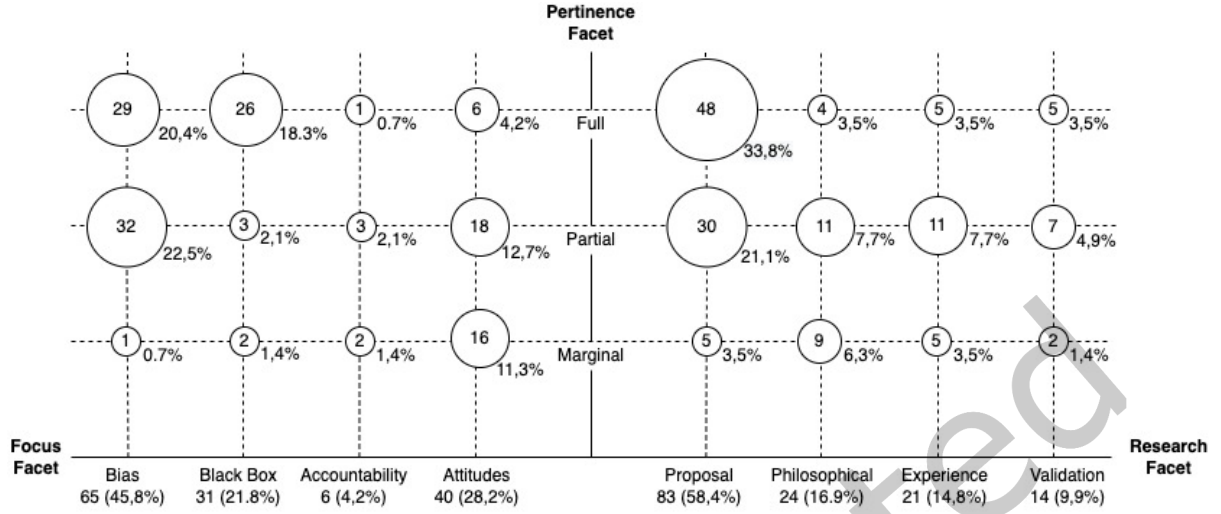 Pertinence
Facet
29 26 1 6 48 4 5 5
20,4% 18.3% 0.7% 4,2% Full 33,8% 3,5% 3,5% 3,5%
32 3 3 18 30 11 11 7
22,5% 2,1% 2,1% 12,7% Partial 21,1% 7,7% 7,7% 4,9%
1 2 2 16 5 9 5 2
0.7% 1,4% 1,4% 11,3% Marginal 3,5% 6,3% 3,5% 1,4%
Focus
Facet
Bias Black Box Accountability Attitudes Proposal Philosophical Experience Validation
65 (45,8%) 31 (21.8%) 6 (4,2%) 40 (28,2%) 83 (58,4%) 24 (16.9%) 21 (14,8%) 14 (9,9%)
Research
Facet